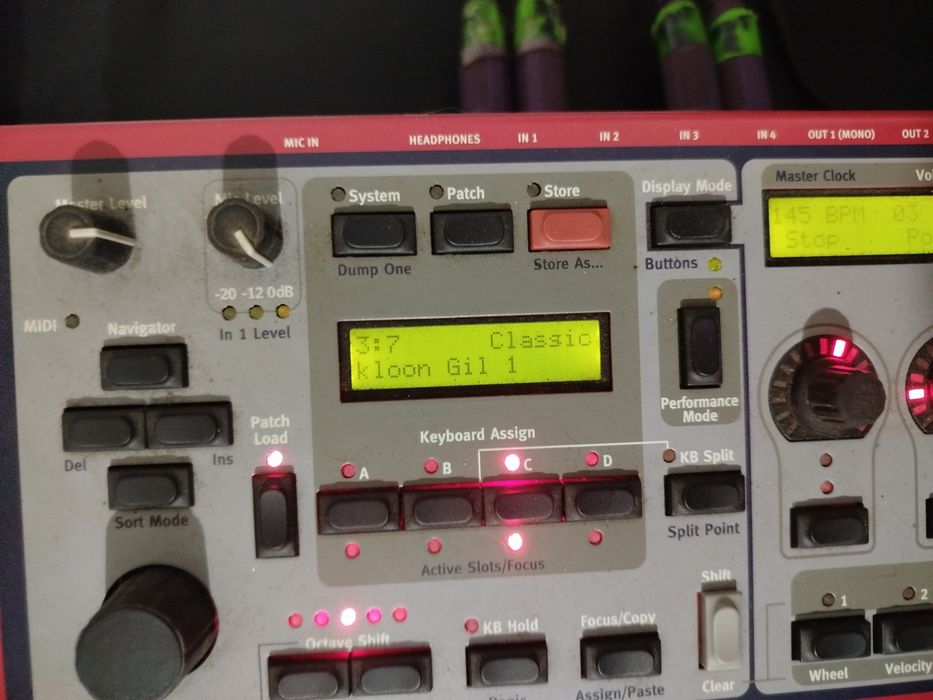 MIC IN
HEADPHONES
IN 1
IN 2
IN 3
IN 4
OUT 1 (MONO)
OUT 2
Master Level
Mic Level
System
Patch
Store
Display Mode
Master Clock
Dump One
Store As...
Buttons
145 BPM 03
Stop
-20 -12 0dB
In 1 Level
MIDI
Navigator
3:7 Classic
kloon Gil 1
Performance
Mode
Patch
Load
Keyboard Assign
Del
Ins
A
B
C
D
KB Split
Sort Mode
Split Point
Active Slots/Focus
Shift
1
2
Octave Shift
KB Hold
Focus/Copy
Wheel
Velocity
Panic
Assign/Paste
Clear